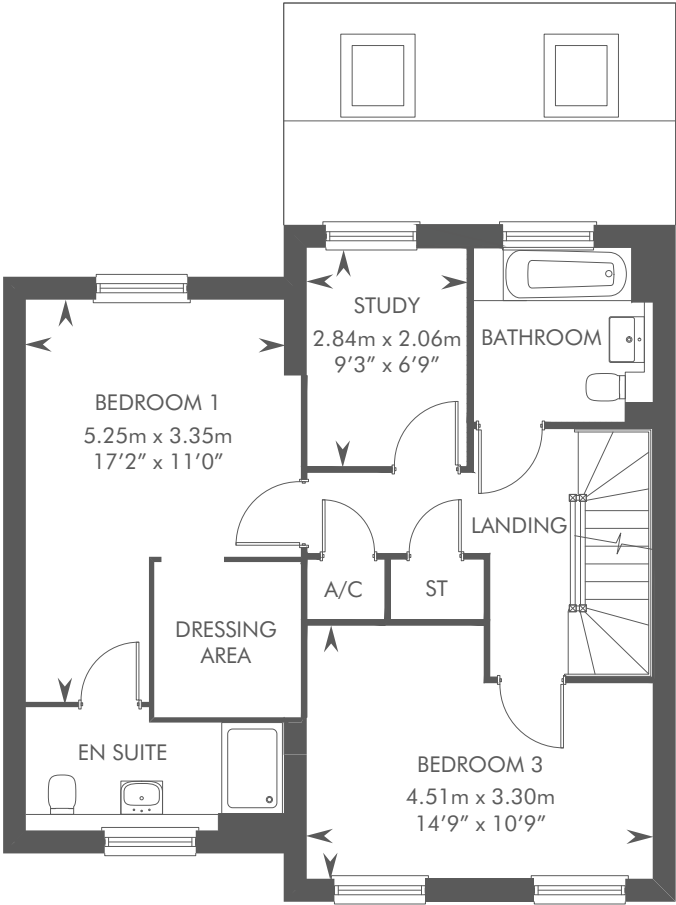 STUDY
2.84m x 2.06m
9’3” x 6’9”
BATHROOM
BEDROOM 1
5.25m x 3.35m
17’2” x 11’0”
LANDING
A/C
ST
DRESSING
AREA
EN SUITE
BEDROOM 3
4.51m x 3.30m
14’9” x 10’9”